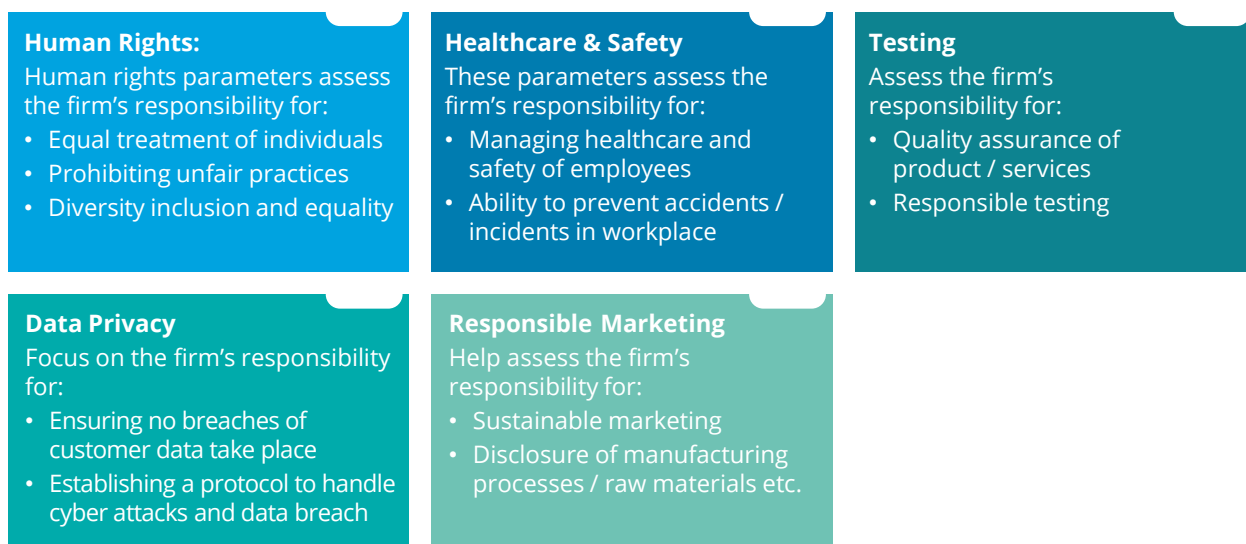 Human Rights:
Human rights parameters assess
the firm’s responsibility for:
• Equal treatment of individuals
• Prohibiting unfair practices
• Diversity inclusion and equality
Healthcare & Safety
These parameters assess the
firm’s responsibility for:
• Managing healthcare and
safety of employees
• Ability to prevent accidents /
incidents in workplace
Testing
Assess the firm’s
responsibility for:
• Quality assurance of
product / services
• Responsible testing
Data Privacy
Focus on the firm’s responsibility
for:
• Ensuring no breaches of
customer data take place
• Establishing a protocol to handle
cyber attacks and data breach
Responsible Marketing
Help assess the firm’s
responsibility for:
• Sustainable marketing
• Disclosure of manufacturing
processes / raw materials etc.